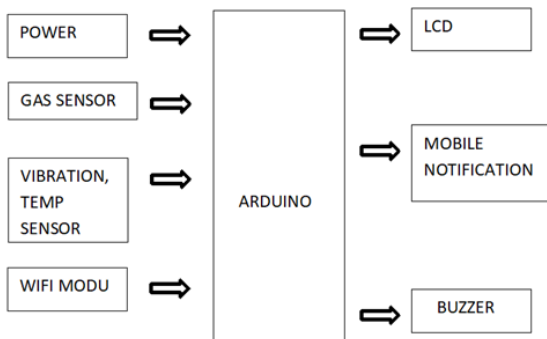 POWER
GAS SENSOR
VIBRATION,
TEMP
SENSOR
WIFI MODU
ARDUINO
LCD
MOBILE
NOTIFICATION
BUZZER